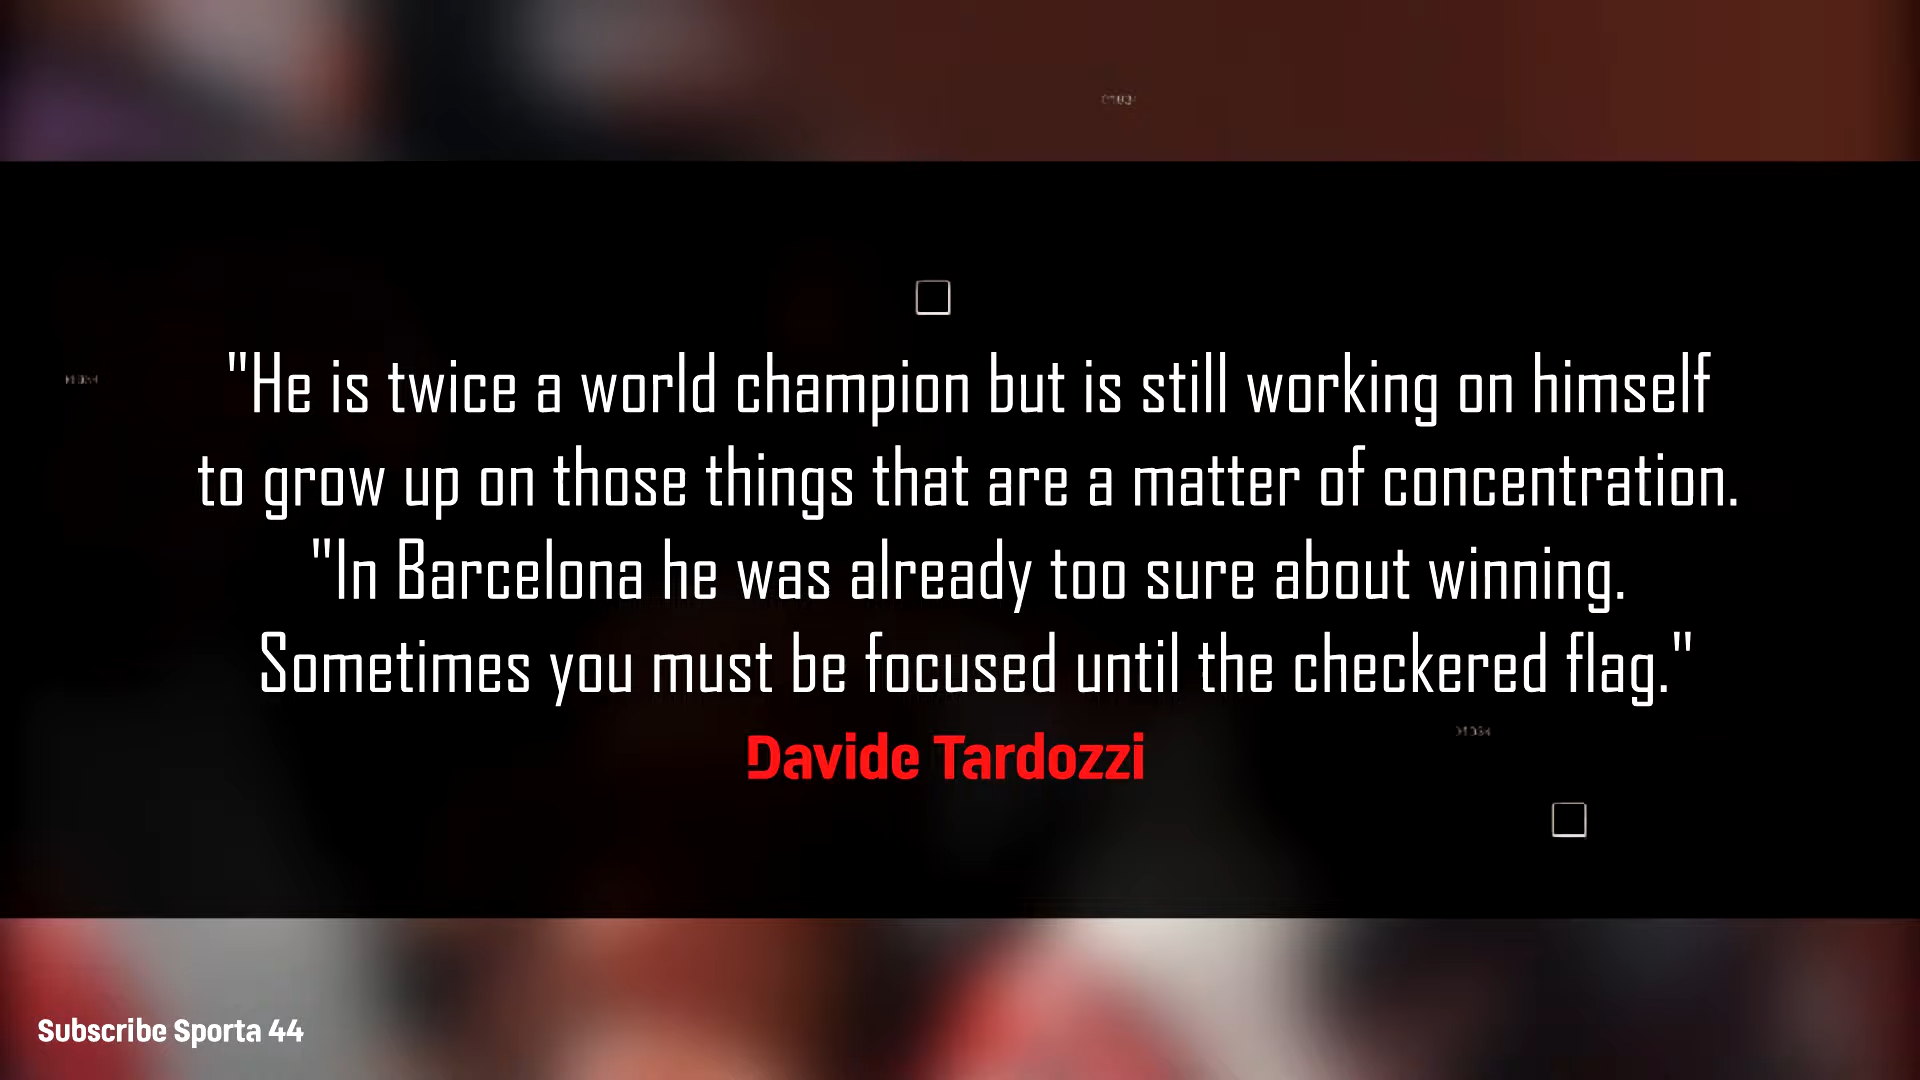 "He is twice a world champion but is still working on himself
to grow up on those things that are a matter of concentration.
"In Barcelona he was already too sure about winning.
Sometimes you must be focused until the checkered flag."
Davide Tardozzi
Subscribe Sporta 44